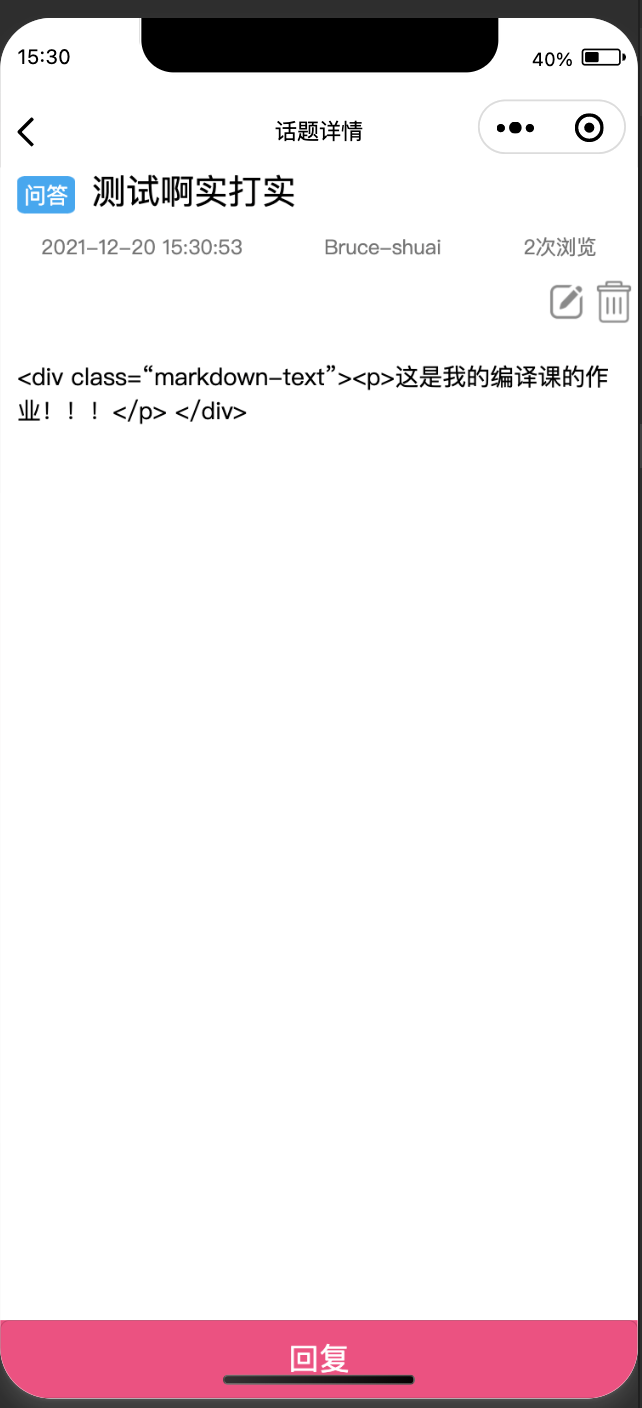 15:30 40%
话题详情
问答 测试啊实打实
2021-12-20 15:30:53 Bruce-shuai 2次浏览
<div class=“markdown-text”><p>这是我的编译课的作
业！！！</p> </div>
回复